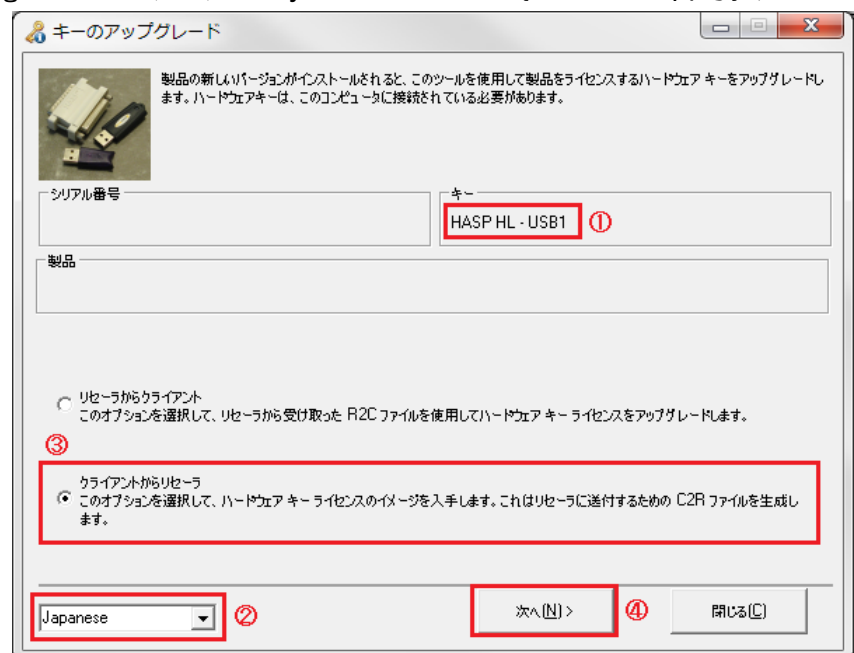 キーのアップグレード
製品の新しいバージョンがインストールされると、このツールを使用して製品をライセンスするハードウェア キーをアップグレードし
ます。ハードウェアキーは、このコンピュータに接続されている必要があります。
シリアル番号
キー
HASP HL - USB1 ①
製品
リセーラからクライアント
このオプションを選択して、リセーラから受け取った R2C ファイルを使用してハードウェア キー ライセンスをアップグレードします。
③
クライアントからリセーラ
このオプションを選択して、ハードウェア キー ライセンスのイメージを入手します。これはリセーラに送付するための C2R ファイルを生成し
ます。
Japanese ② 次へ(N) > ④ 閉じる(C)